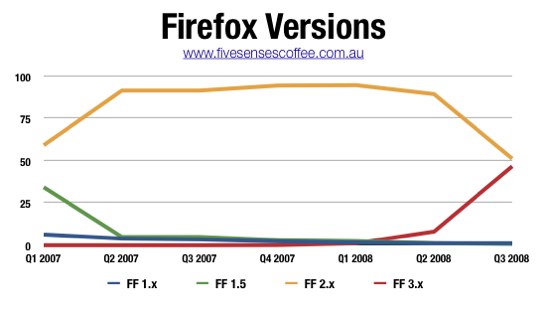 Firefox Versions
www.fivesensescoffee.com.au
100
75
50
25
0
Q1 2007 Q2 2007 Q3 2007 Q4 2007 Q1 2008 Q2 2008 Q3 2008
FF 1.x FF 1.5 FF 2.x FF 3.x